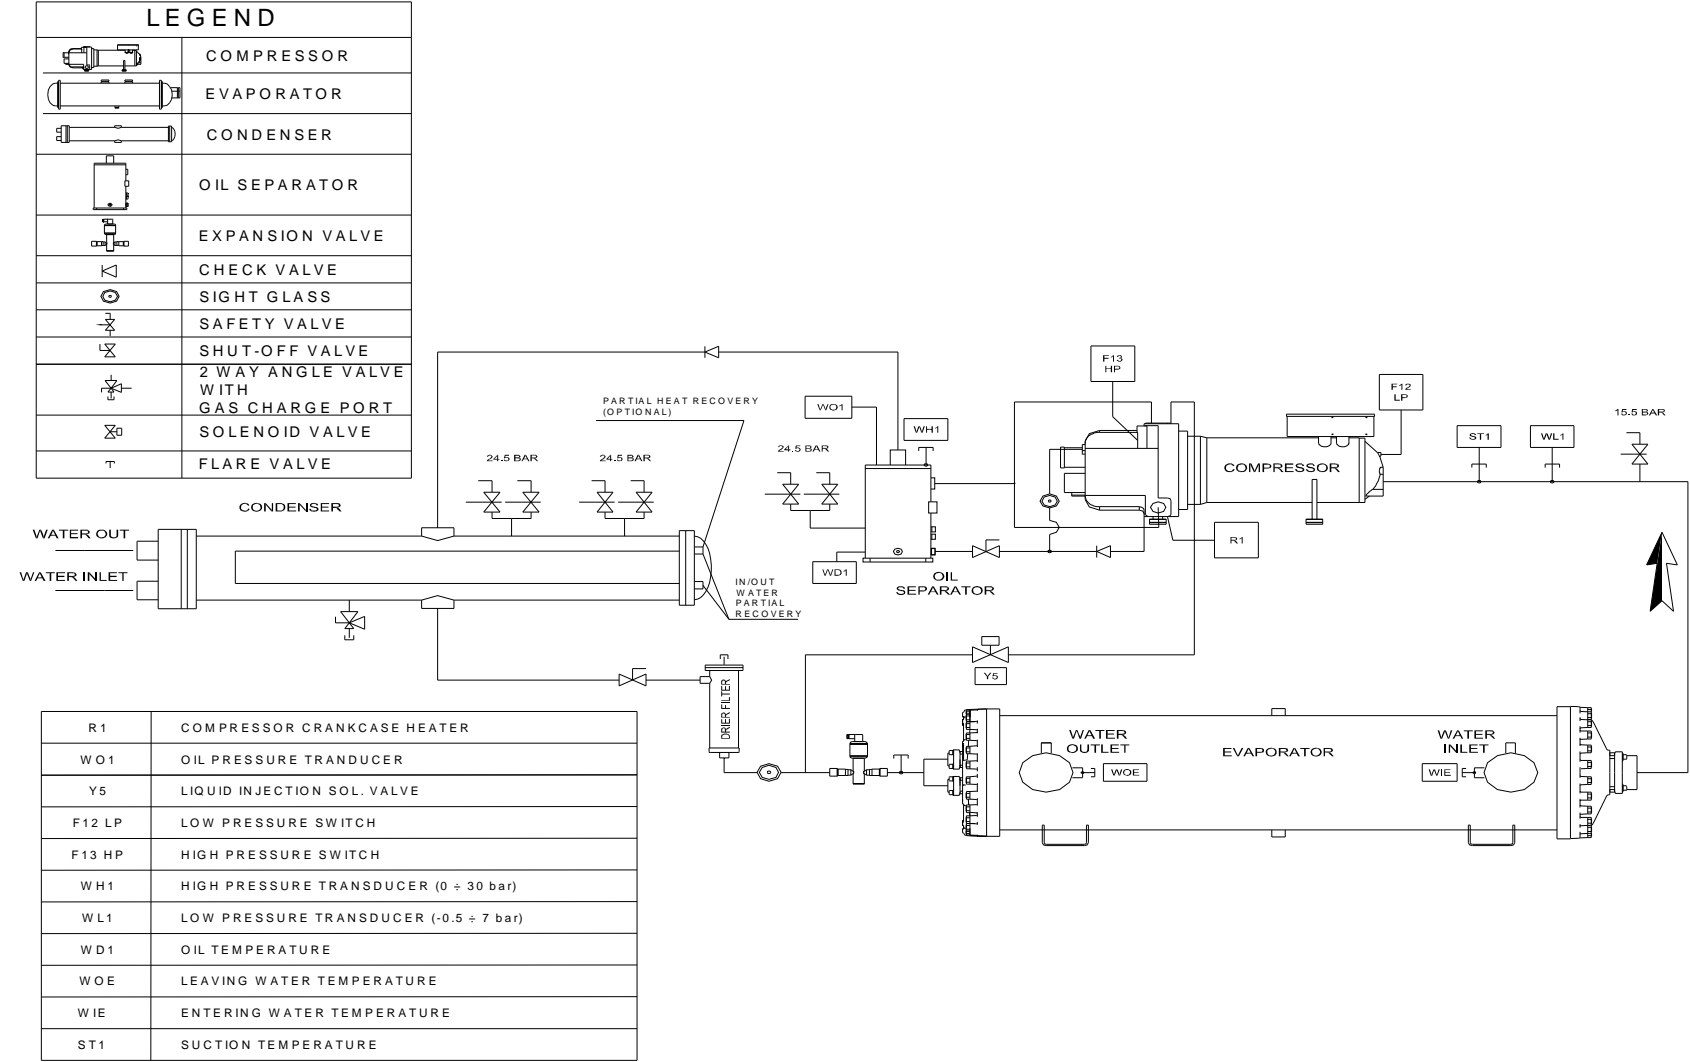 LEGEND
COMPRESSOR
EVAPORATOR
CONDENSER
OIL SEPARATOR
EXPANSION VALVE
CHECK VALVE
SIGHT GLASS
SAFETY VALVE
SHUT-OFF VALVE
2 WAY ANGLE VALVE
WITH
GAS CHARGE PORT
SOLENOID VALVE
FLARE VALVE
CONDENSER
WATER OUT
WATER INLET
24.5 BAR
24.5 BAR
PARTIAL HEAT RECOVERY
(OPTIONAL)
IN/OUT
WATER
PARTIAL
RECOVERY
WO1
WH1
24.5 BAR
WD1
OIL
SEPARATOR
F13
HP
COMPRESSOR
F12
LP
R1
ST1
WL1
15.5 BAR
Y5
DRIER FILTER
WATER
OUTLET
WOE
EVAPORATOR
WATER
INLET
WIE
R1 COMPRESSOR CRANKCASE HEATER
WO1 OIL PRESSURE TRANDUCER
Y5 LIQUID INJECTION SOL. VALVE
F12 LP LOW PRESSURE SWITCH
F13 HP HIGH PRESSURE SWITCH
WH1 HIGH PRESSURE TRANSDUCER (0 ÷ 30 bar)
WL1 LOW PRESSURE TRANSDUCER (-0.5 ÷ 7 bar)
WD1 OIL TEMPERATURE
WOE LEAVING WATER TEMPERATURE
WIE ENTERING WATER TEMPERATURE
ST1 SUCTION TEMPERATURE